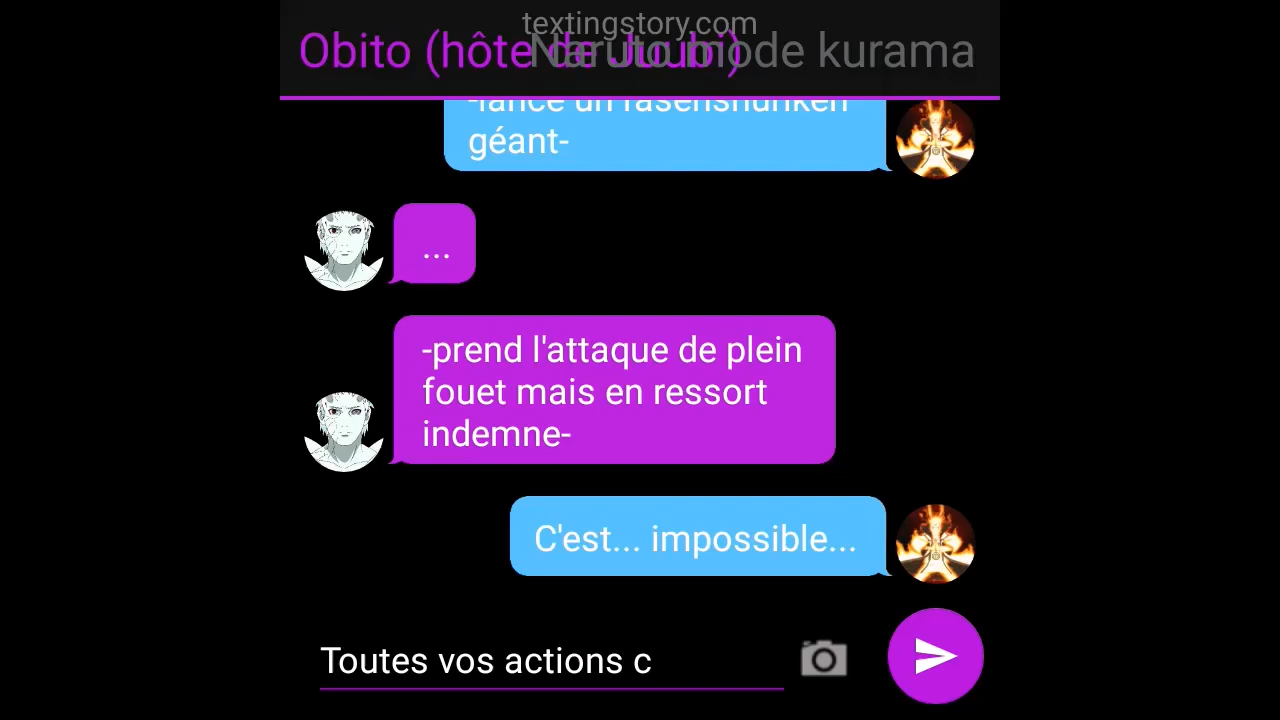 textingstory.com
Obito (hôte de Juubi)
Naruto mode kurama
-lance un rasenshuriken
géant-
...
-prend l'attaque de plein
fouet mais en ressort
indemne-
C'est... impossible...
Toutes vos actions c